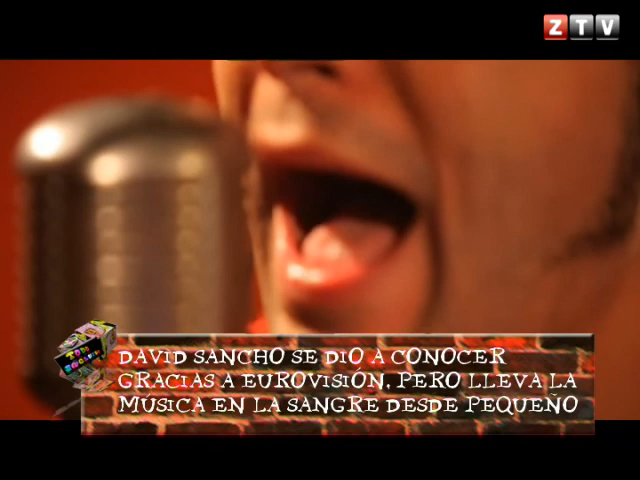 ZTV
DAVID SANCHO SE DIO A CONOCER
GRACIAS A EUROVISIÓN, PERO LLEVA LA
MÚSICA EN LA SANGRE DESDE PEQUEÑO